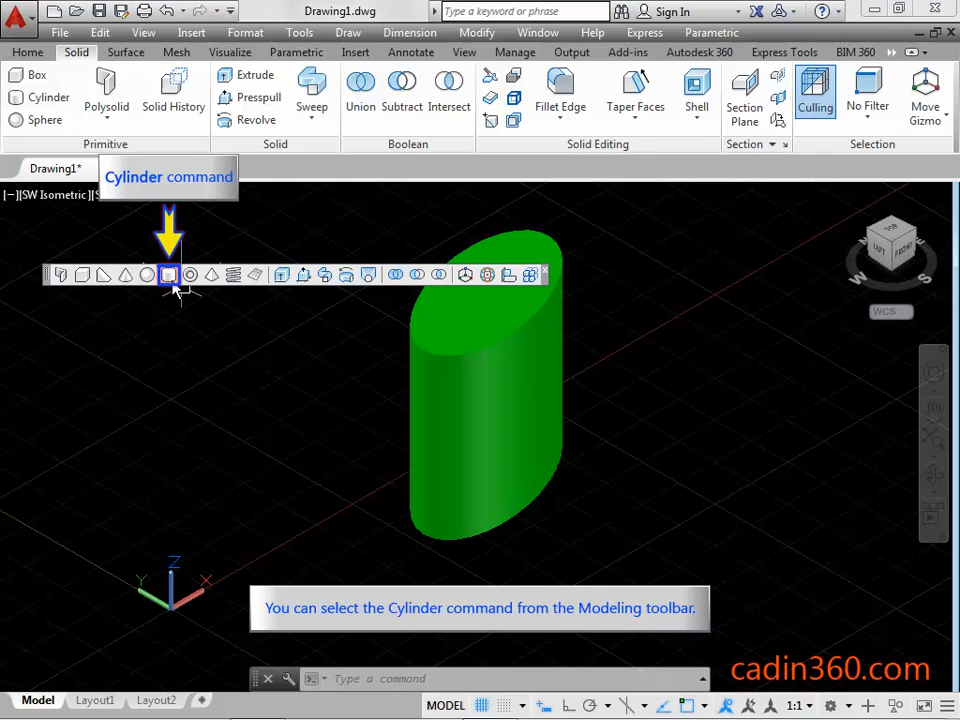 Drawing1.dwg
Type a keyword or phrase
Sign In
File Edit View Insert Format Tools Draw Dimension Modify Window Help Express Parametric
Home Solid Surface Mesh Visualize Parametric Insert Annotate View Manage Output Add-ins Autodesk 360 Express Tools BIM 360
Box
Cylinder
Sphere
Polysolid
Solid History
Extrude
Presspull
Revolve
Sweep
Union
Subtract
Intersect
Fillet Edge
Taper Faces
Shell
Section
Plane
Culling
No Filter
Move
Gizmo
Primitive
Solid
Boolean
Solid Editing
Section
Selection
Drawing1*
Cylinder command
[−]SW Isometric][S
TOP
LEFT
FRONT
W
S
WCS
Z
Y
X
You can select the Cylinder command from the Modeling toolbar.
Type a command
cadin360.com
Model Layout1 Layout2
MODEL
1:1